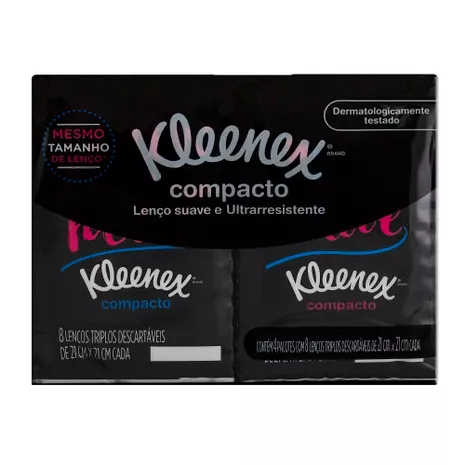 MESMO
TAMANHO
DE LENÇO
Kleenex®
BRAND
compacto
Lenço suave e Ultrarresistente
Dermatologicamente
testado
Kleenex®
BRAND
compacto
8 LENÇOS TRIPLOS DESCARTÁVEIS
DE 21 CM X 21 CM CADA
Kleenex®
BRAND
compacto
CONTÉM 4 PACOTES COM 8 LENÇOS TRIPLOS DESCARTÁVEIS DE 21 CM X 21 CM CADA